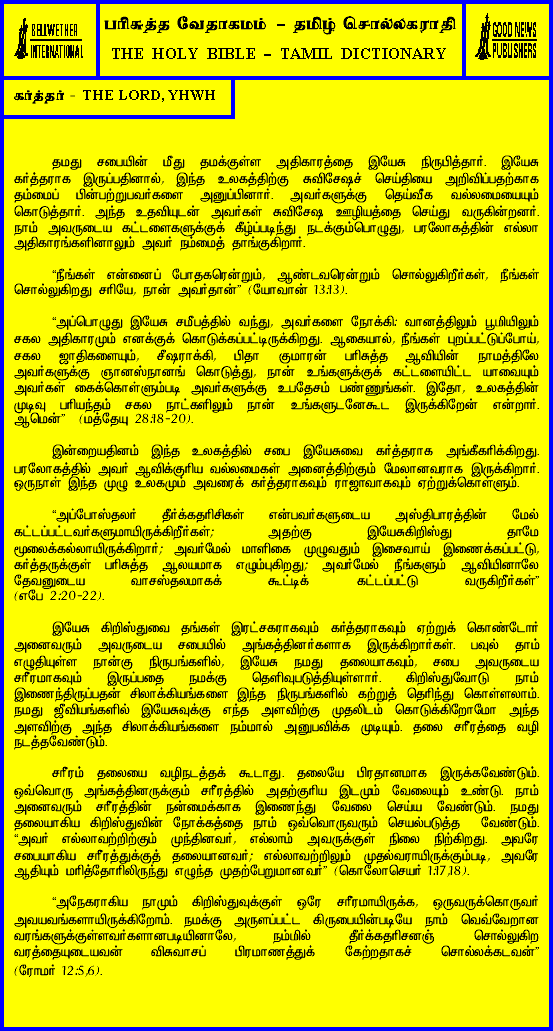 BELLWETHER
INTERNATIONAL
பரிசுத்த வேதாகமம் – தமிழ் சொல்லகராதி
THE HOLY BIBLE – TAMIL DICTIONARY
GOOD NEWS
PUBLISHERS
கர்த்தர் - THE LORD, YHWH
தமது சபையின் மீது தமக்குள்ள அதிகாரத்தை இயேசு நிருபித்தார். இயேசு
கர்த்தராக இருப்பதினால், இந்த உலகத்திற்கு சுவிசேஷச் செய்தியை அறிவிப்பதற்காக
தம்மைப் பின்பற்றுபவர்களை அனுப்பினார். அவர்களுக்கு தெய்வீக வல்லமையையும்
கொடுத்தார். அந்த உதவியுடன் அவர்கள் சுவிசேஷ ஊழியத்தை செய்து வருகின்றனர்.
நாம் அவருடைய கட்டளைகளுக்குக் கீழ்ப்படிந்து நடக்கும்பொழுது, பரலோகத்தின் எல்லா
அதிகாரங்களினாலும் அவர் நம்மைத் தாங்குகிறார்.
“நீங்கள் என்னைப் போதகரென்றும், ஆண்டவரென்றும் சொல்லுகிறீர்கள், நீங்கள்
சொல்லுகிறது சரியே, நான் அவர்தான்” (யோவான் 13:13).
“அப்பொழுது இயேசு சமீபத்தில் வந்து, அவர்களை நோக்கி: வானத்திலும் பூமியிலும்
சகல அதிகாரமும் எனக்குக் கொடுக்கப்பட்டிருக்கிறது. ஆகையால், நீங்கள் புறப்பட்டுப்போய்,
சகல ஜாதிகளையும், சீஷராக்கி, பிதா குமாரன் பரிசுத்த ஆவியின் நாமத்திலே
அவர்களுக்கு ஞானஸ்நானங் கொடுத்து, நான் உங்களுக்குக் கட்டளையிட்ட யாவையும்
அவர்கள் கைக்கொள்ளும்படி அவர்களுக்கு உபதேசம் பண்ணுங்கள். இதோ, உலகத்தின்
முடிவு பரியந்தம் சகல நாட்களிலும் நான் உங்களுடனேகூட இருக்கிறேன் என்றார்.
ஆமென்” (மத்தேயு 28:18-20).
இன்றையதினம் இந்த உலகத்தில் சபை இயேசுவை கர்த்தராக அங்கீகரிக்கிறது.
பரலோகத்தில் அவர் ஆவிக்குரிய வல்லமைகள் அனைத்திற்கும் மேலானவராக இருக்கிறார்.
ஒருநாள் இந்த முழு உலகமும் அவரைக் கர்த்தராகவும் ராஜாவாகவும் ஏற்றுக்கொள்ளும்.
“அப்போஸ்தலர் தீர்க்கதரிசிகள் என்பவர்களுடைய அஸ்திபாரத்தின் மேல்
கட்டப்பட்டவர்களுமாயிருக்கிறீர்கள்; அதற்கு இயேசுகிறிஸ்து தாமே
மூலைக்கல்லாயிருக்கிறார்; அவர்மேல் மாளிகை முழுவதும் இசைவாய் இணைக்கப்பட்டு,
கர்த்தருக்குள் பரிசுத்த ஆலயமாக எழும்புகிறது; அவர்மேல் நீங்களும் ஆவியினாலே
தேவனுடைய வாசஸ்தலமாகக் கூட்டிக் கட்டப்பட்டு வருகிறீர்கள்”
(எபே 2:20-22).
இயேசு கிறிஸ்துவை தங்கள் இரட்சகராகவும் கர்த்தராகவும் ஏற்றுக் கொண்டோர்
அனைவரும் அவருடைய சபையில் அங்கத்தினர்களாக இருக்கிறார்கள். பவுல் தாம்
எழுதியுள்ள நான்கு நிருபங்களில், இயேசு நமது தலையாகவும், சபை அவருடைய
சரீரமாகவும் இருப்பதை நமக்கு தெளிவுபடுத்தியுள்ளார். கிறிஸ்துவோடு நாம்
இணைந்திருப்பதன் சிலாக்கியங்களை இந்த நிருபங்களில் கற்றுத் தெரிந்து கொள்ளலாம்.
நமது ஜீவியங்களில் இயேசுவுக்கு எந்த அளவிற்கு முதலிடம் கொடுக்கிறோமோ அந்த
அளவிற்கு அந்த சிலாக்கியங்களை நம்மால் அனுபவிக்க முடியும். தலை சரீரத்தை வழி
நடத்தவேண்டும்.
சரீரம் தலையை வழிநடத்தக் கூடாது. தலையே பிரதானமாக இருக்கவேண்டும்.
ஒவ்வொரு அங்கத்தினருக்கும் சரீரத்தில் அதற்குரிய இடமும் வேலையும் உண்டு. நாம்
அனைவரும் சரீரத்தின் நன்மைக்காக இணைந்து வேலை செய்ய வேண்டும். நமது
தலையாகிய கிறிஸ்துவின் நோக்கத்தை நாம் ஒவ்வொருவரும் செயல்படுத்த வேண்டும்.
“அவர் எல்லாவற்றிற்கும் முந்தினவர், எல்லாம் அவருக்குள் நிலை நிற்கிறது. அவரே
சபையாகிய சரீரத்துக்குத் தலையானவர்; எல்லாவற்றிலும் முதல்வராயிருக்கும்படி, அவரே
ஆதியும் மரித்தோரிலிருந்து எழுந்த முதற்பேறுமானவர்” (கொலோசெயர் 1:17,18).
“அநேகராகிய நாமும் கிறிஸ்துவுக்குள் ஒரே சரீரமாயிருக்க, ஒருவருக்கொருவர்
அவயவங்களாயிருக்கிறோம். நமக்கு அருளப்பட்ட கிருபையின்படியே நாம் வெவ்வேறான
வரங்களுக்குள்ளவர்களானபடியினாலே, நம்மில் தீர்க்கதரிசனஞ் சொல்லுகிற
வரத்தையுடையவன் விசுவாசப் பிரமாணத்துக் கேற்றதாகச் சொல்லக்கடவன்”
(ரோமர் 12:5,6).